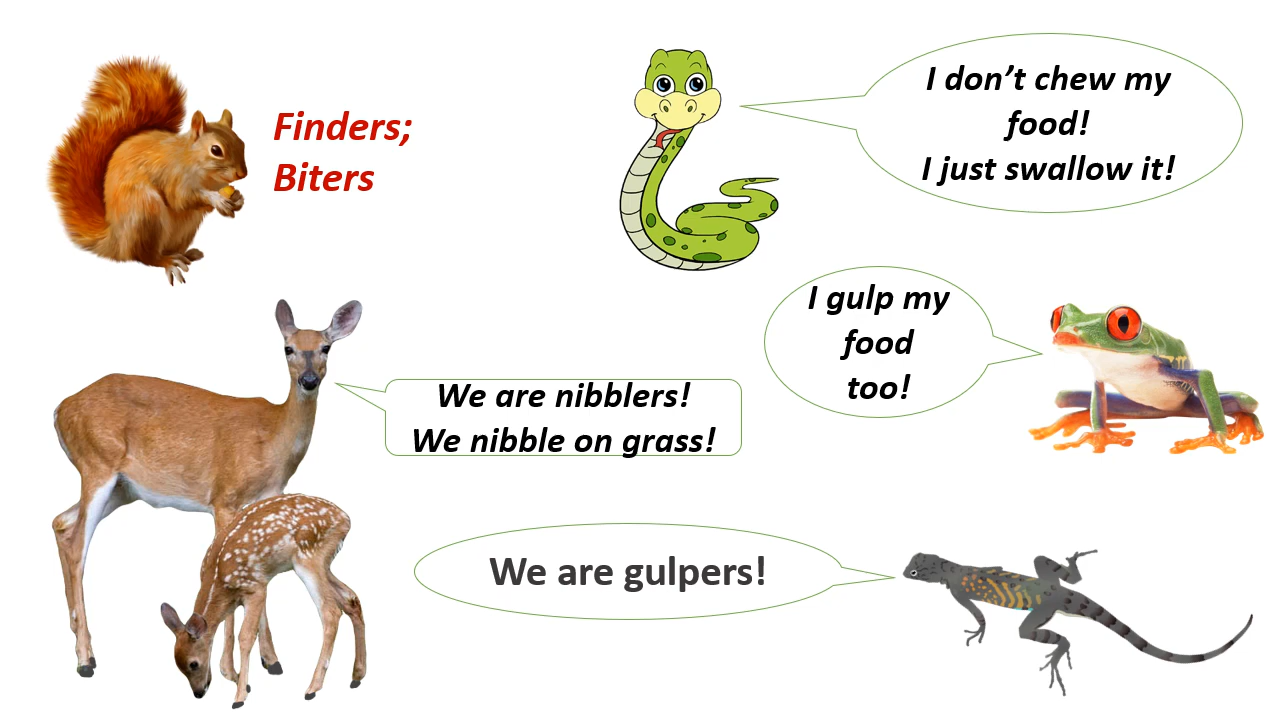 Finders;
Biters
I don’t chew my
food!
I just swallow it!
I gulp my
food
too!
We are nibblers!
We nibble on grass!
We are gulpers!